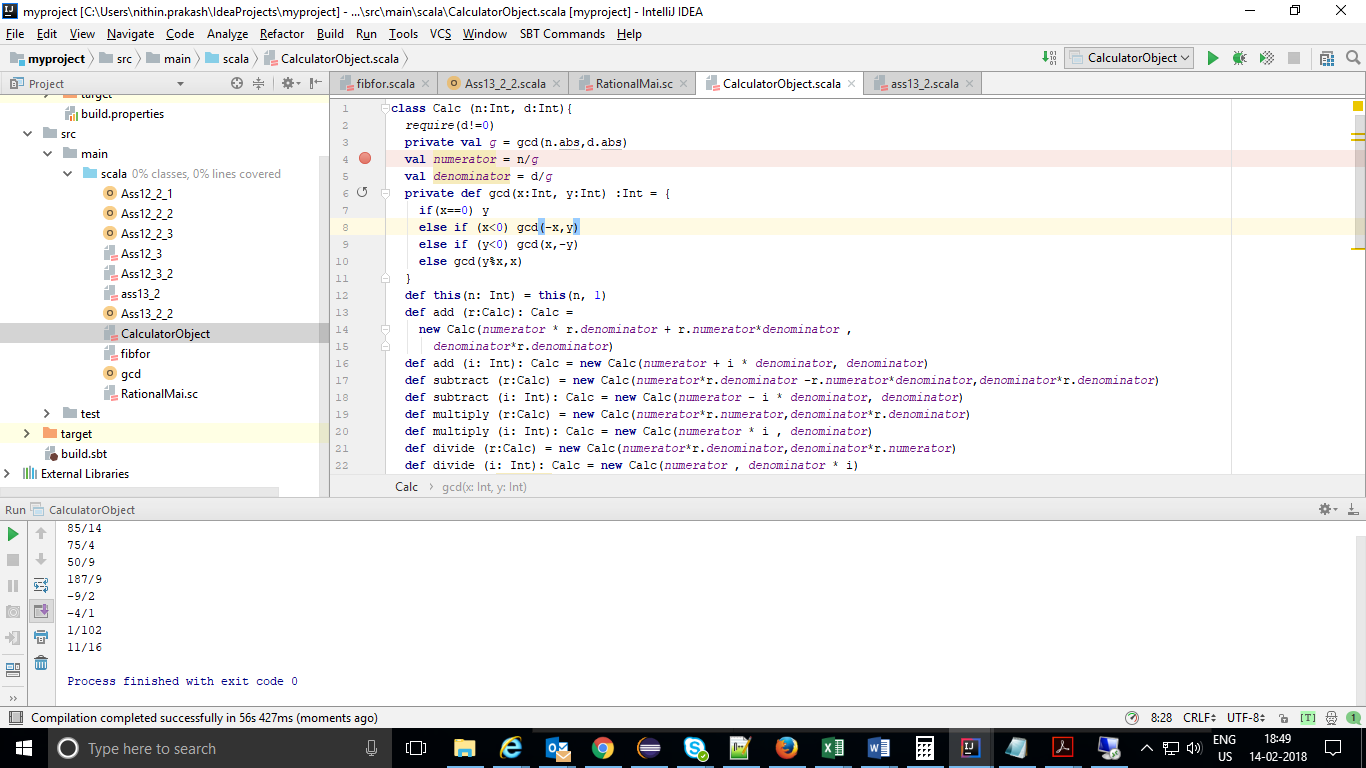 myproject [C:\Users\nithin.prakash\IdeaProjects\myproject] - ...\src\main\scala\CalculatorObject.scala [myproject] - IntelliJ IDEA
File Edit View Navigate Code Analyze Refactor Build Run Tools VCS Window SBT Commands Help
myproject src main scala CalculatorObject.scala
CalculatorObject
Project
fibfor.scala Ass13_2_2.scala RationalMai.sc CalculatorObject.scala ass13_2.scala
target
build.properties
src
main
scala 0% classes, 0% lines covered
Ass12_2_1
Ass12_2_2
Ass12_2_3
Ass12_3
Ass12_3_2
ass13_2
Ass13_2_2
CalculatorObject
fibfor
gcd
RationalMai.sc
test
target
build.sbt
External Libraries
1 class Calc (n:Int, d:Int){
2 require(d!=0)
3 private val g = gcd(n.abs,d.abs)
4 val numerator = n/g
5 val denominator = d/g
6 private def gcd(x:Int, y:Int) :Int = {
7 if(x==0) y
8 else if (x<0) gcd(-x,y)
9 else if (y<0) gcd(x,-y)
10 else gcd(y%x,x)
11 }
12 def this(n: Int) = this(n, 1)
13 def add (r:Calc): Calc =
14 new Calc(numerator * r.denominator + r.numerator*denominator ,
15 denominator*r.denominator)
16 def add (i: Int): Calc = new Calc(numerator + i * denominator, denominator)
17 def subtract (r:Calc) = new Calc(numerator*r.denominator -r.numerator*denominator,denominator*r.denominator)
18 def subtract (i: Int): Calc = new Calc(numerator - i * denominator, denominator)
19 def multiply (r:Calc) = new Calc(numerator*r.numerator,denominator*r.denominator)
20 def multiply (i: Int): Calc = new Calc(numerator * i , denominator)
21 def divide (r:Calc) = new Calc(numerator*r.denominator,denominator*r.numerator)
22 def divide (i: Int): Calc = new Calc(numerator , denominator * i)
Calc gcd(x: Int, y: Int)
Run CalculatorObject
85/14
75/4
50/9
187/9
-9/2
-4/1
1/102
11/16
Process finished with exit code 0
Compilation completed successfully in 56s 427ms (moments ago)
8:28 CRLF UTF-8 [T] 1
Type here to search
ENG
US
18:49
14-02-2018